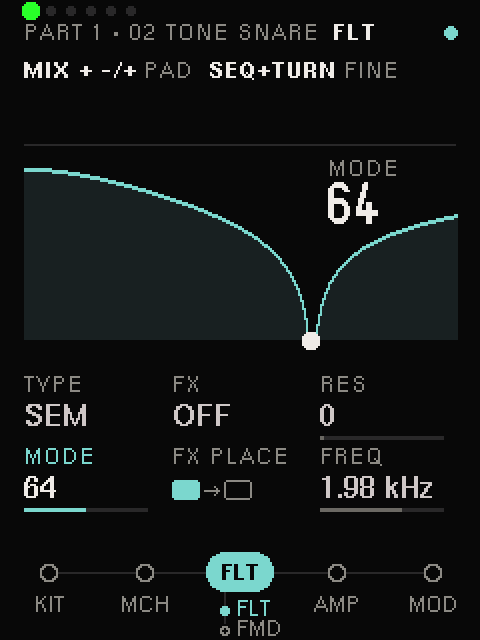 PART 1 · 02 TONE SNARE FLT
MIX + -/+ PAD SEQ+TURN FINE
MODE
64
TYPE FX RES
SEM OFF 0
MODE FX PLACE FREQ
64 → 1.98 kHz
FLT
KIT MCH AMP MOD
FLT
FMD